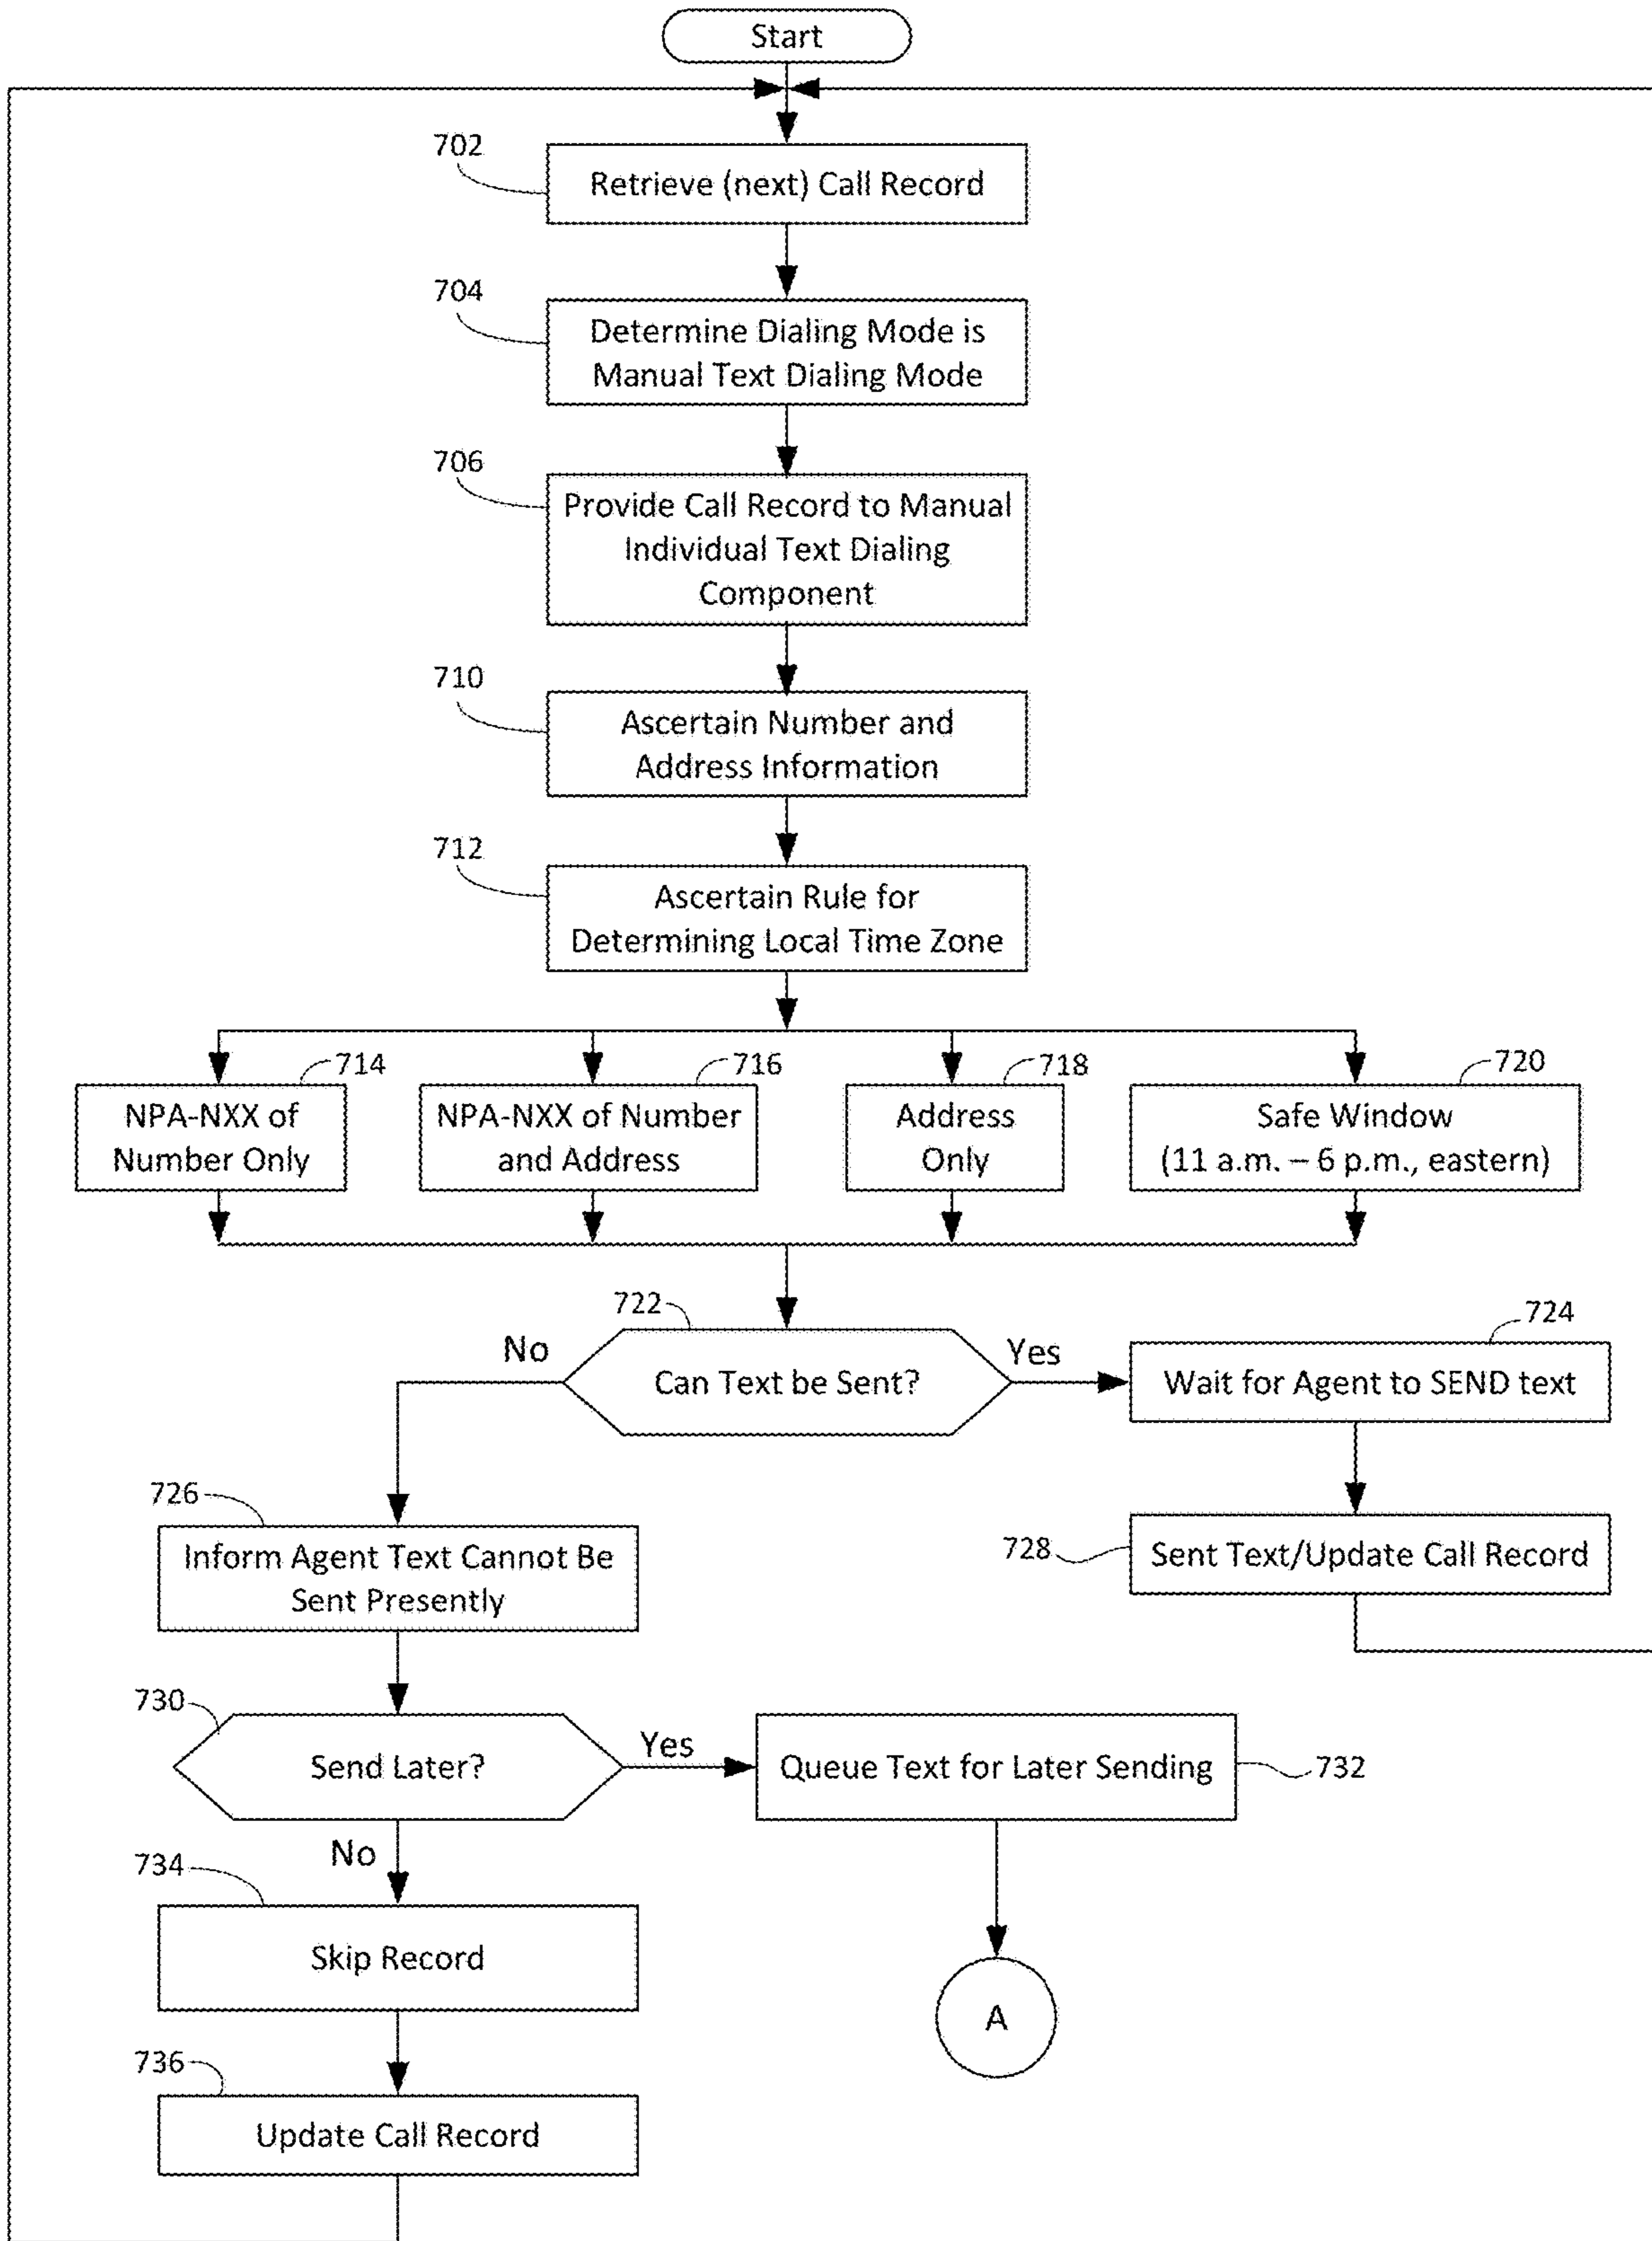 Start
702
Retrieve (next) Call Record
704
Determine Dialing Mode is
Manual Text Dialing Mode
706
Provide Call Record to Manual
Individual Text Dialing
Component
710
Ascertain Number and
Address Information
712
Ascertain Rule for
Determining Local Time Zone
714
NPA-NXX of
Number Only
716
NPA-NXX of Number
and Address
718
Address
Only
720
Safe Window
(11 a.m. – 6 p.m., eastern)
722
Can Text be Sent?
No
Yes
724
Wait for Agent to SEND text
726
Inform Agent Text Cannot Be
Sent Presently
728
Sent Text/Update Call Record
730
Send Later?
Yes
Queue Text for Later Sending
732
No
734
Skip Record
A
736
Update Call Record